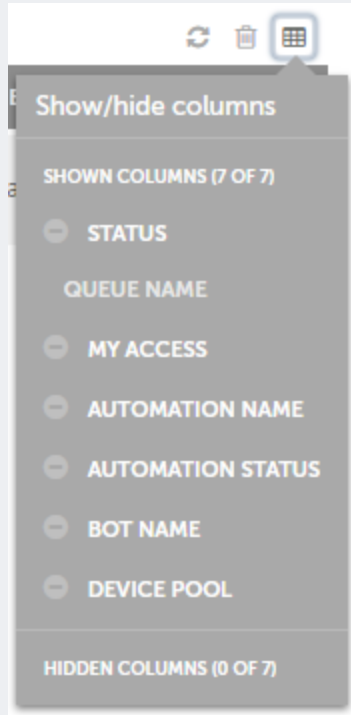 Show/hide columns
SHOWN COLUMNS (7 OF 7)
STATUS
QUEUE NAME
MY ACCESS
AUTOMATION NAME
AUTOMATION STATUS
BOT NAME
DEVICE POOL
HIDDEN COLUMNS (0 OF 7)